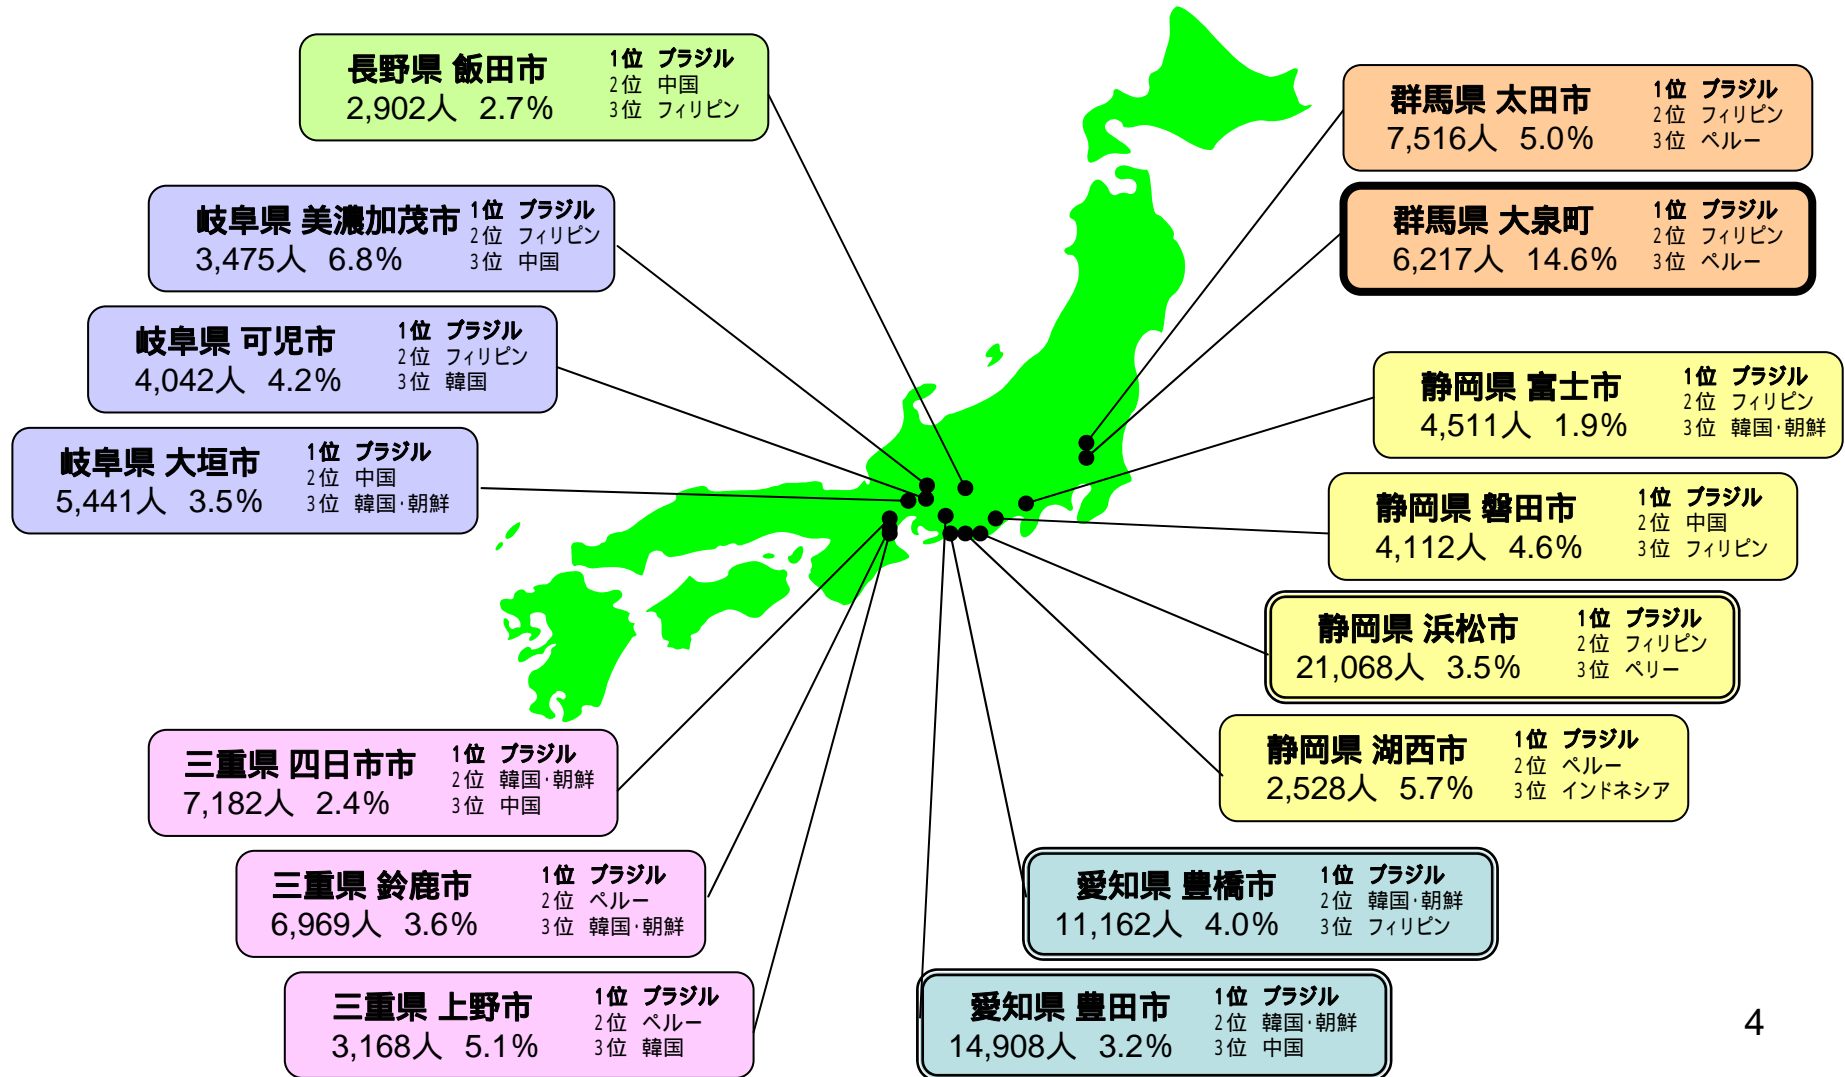 長野県 飯田市
2,902人 2.7%
1位 ブラジル
2位 中国
3位 フィリピン
群馬県 太田市
7,516人 5.0%
1位 ブラジル
2位 フィリピン
3位 ペルー
岐阜県 美濃加茂市
3,475人 6.8%
1位 ブラジル
2位 フィリピン
3位 中国
群馬県 大泉町
6,217人 14.6%
1位 ブラジル
2位 フィリピン
3位 ペルー
岐阜県 可児市
4,042人 4.2%
1位 ブラジル
2位 フィリピン
3位 韓国
静岡県 富士市
4,511人 1.9%
1位 ブラジル
2位 フィリピン
3位 韓国・朝鮮
岐阜県 大垣市
5,441人 3.5%
1位 ブラジル
2位 中国
3位 韓国・朝鮮
静岡県 磐田市
4,112人 4.6%
1位 ブラジル
2位 中国
3位 フィリピン
静岡県 浜松市
21,068人 3.5%
1位 ブラジル
2位 フィリピン
3位 ペリー
静岡県 湖西市
2,528人 5.7%
1位 ブラジル
2位 ペルー
3位 インドネシア
三重県 四日市市
7,182人 2.4%
1位 ブラジル
2位 韓国・朝鮮
3位 中国
三重県 鈴鹿市
6,969人 3.6%
1位 ブラジル
2位 ペルー
3位 韓国・朝鮮
愛知県 豊橋市
11,162人 4.0%
1位 ブラジル
2位 韓国・朝鮮
3位 フィリピン
三重県 上野市
3,168人 5.1%
1位 ブラジル
2位 ペルー
3位 韓国
愛知県 豊田市
14,908人 3.2%
1位 ブラジル
2位 韓国・朝鮮
3位 中国
4